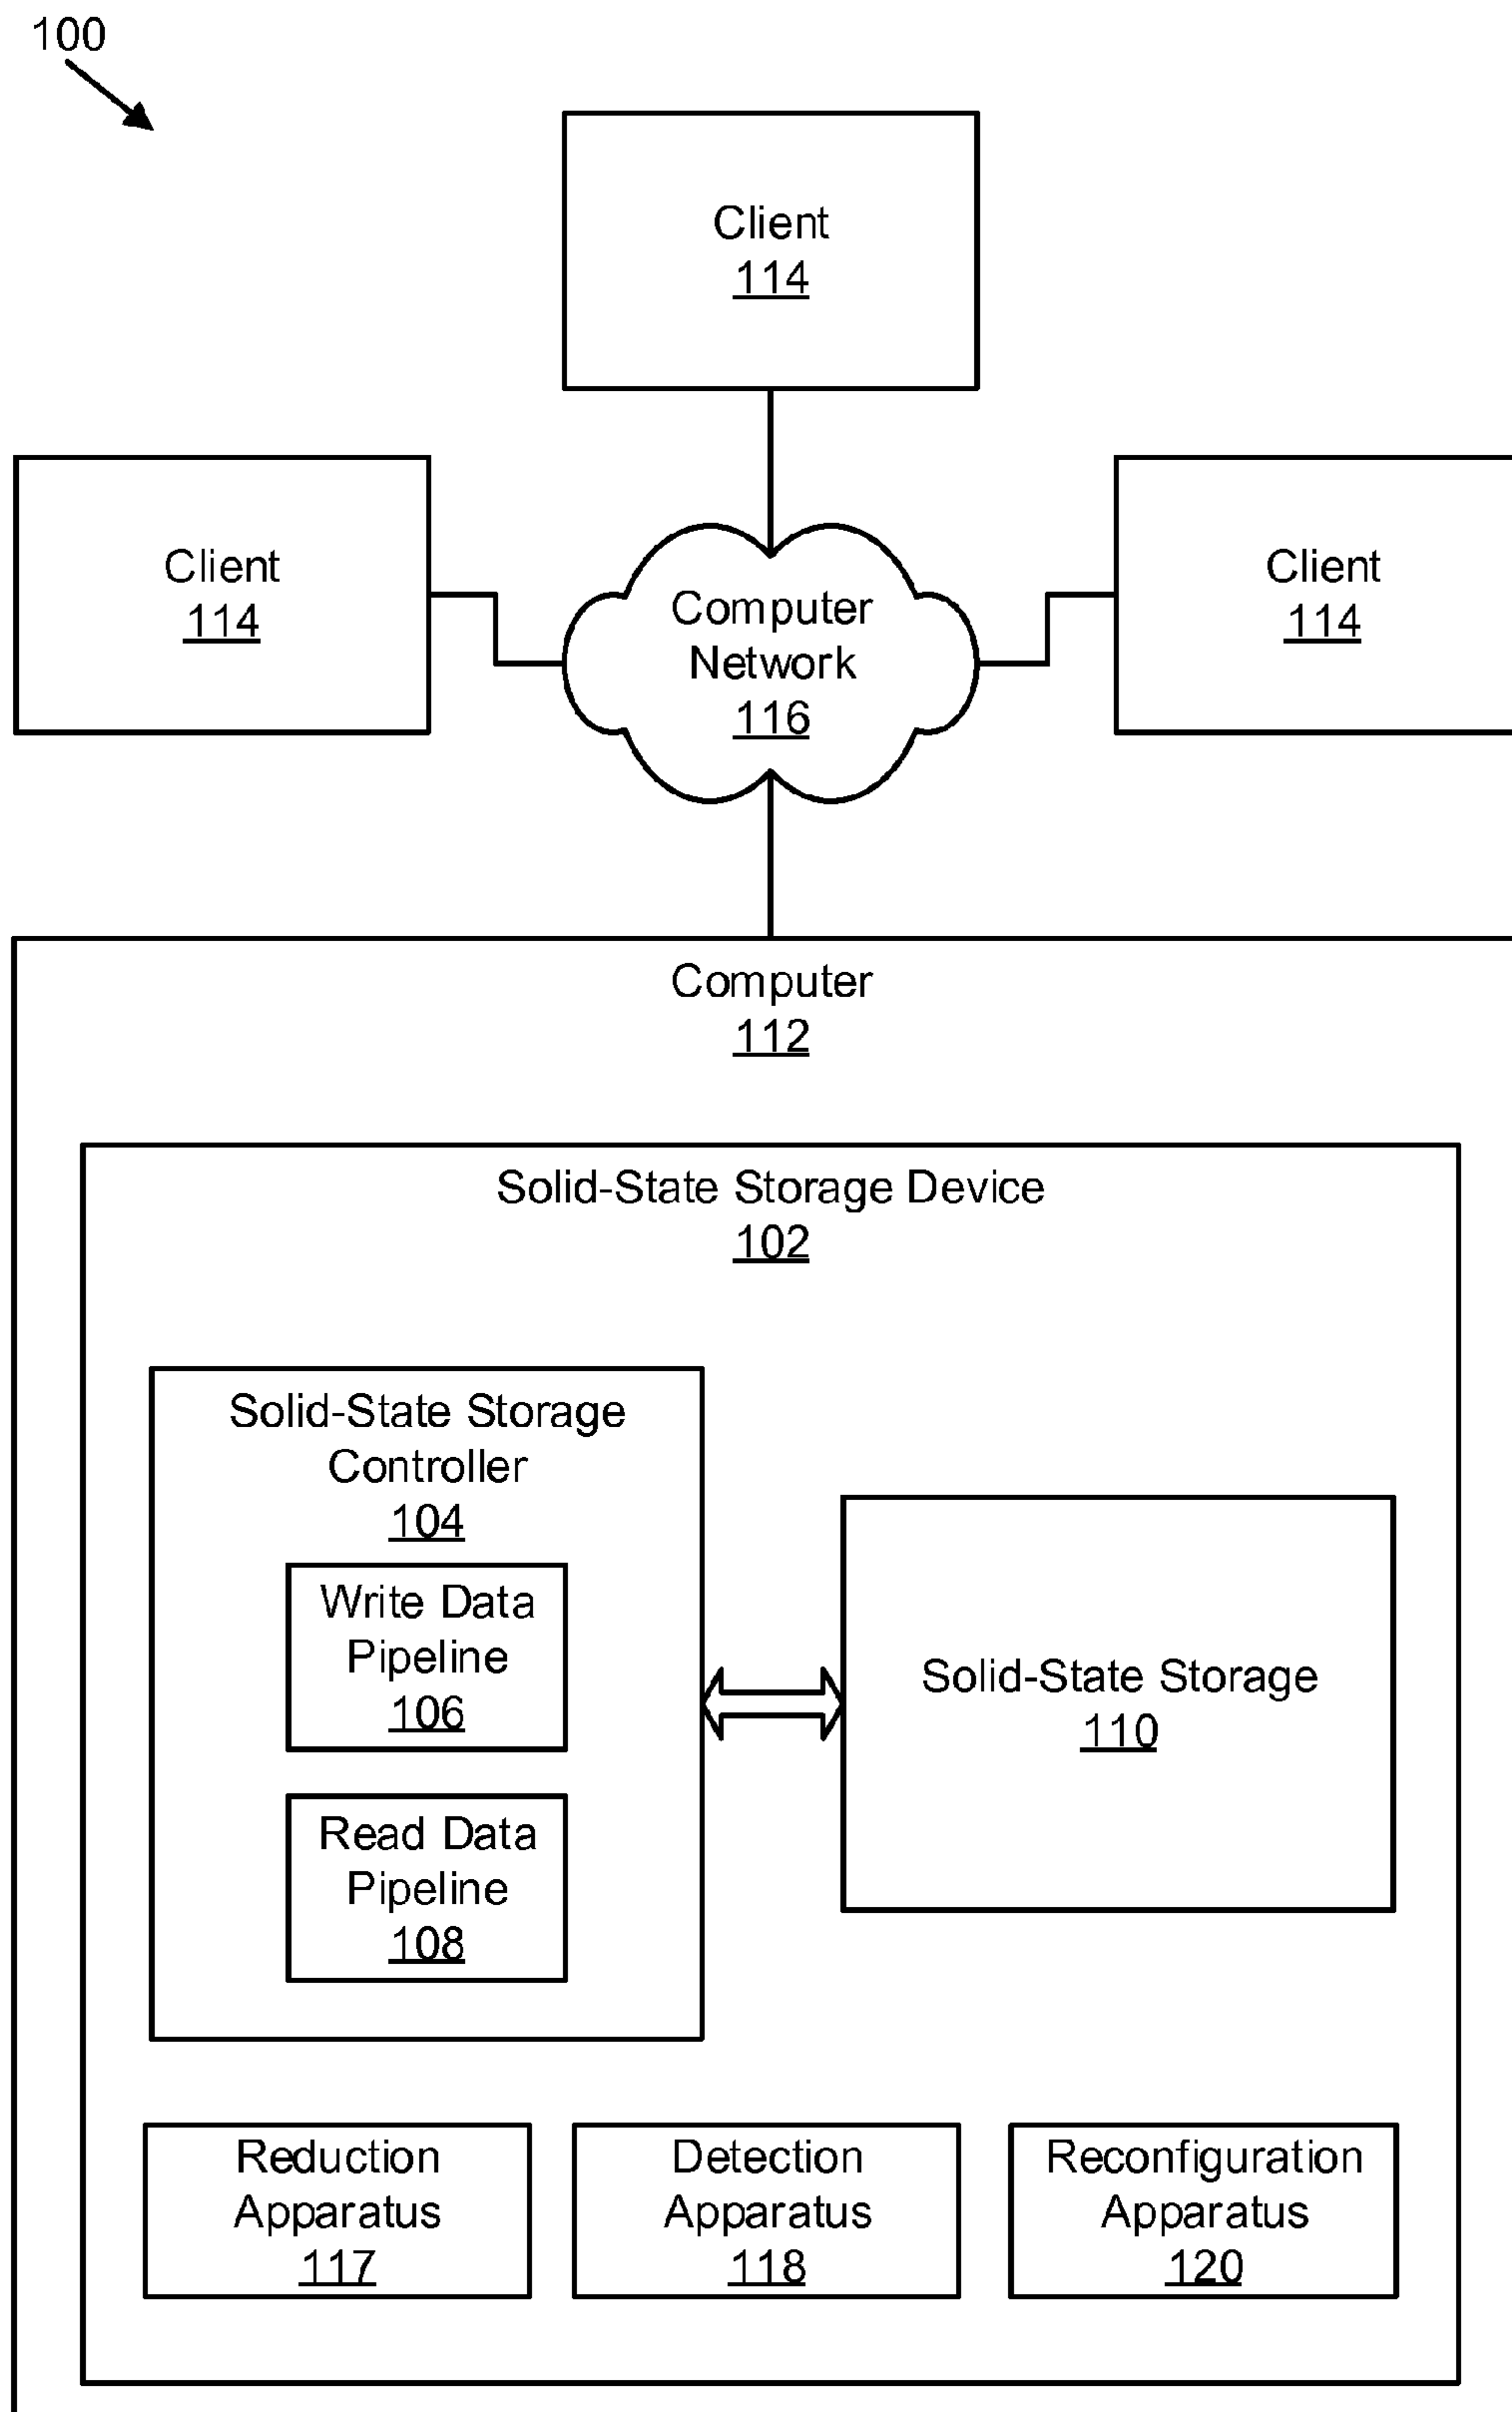 100
Client
114
Client
114
Client
114
Computer
Network
116
Computer
112
Solid-State Storage Device
102
Solid-State Storage
Controller
104
Write Data
Pipeline
106
Read Data
Pipeline
108
Solid-State Storage
110
Reduction
Apparatus
117
Detection
Apparatus
118
Reconfiguration
Apparatus
120